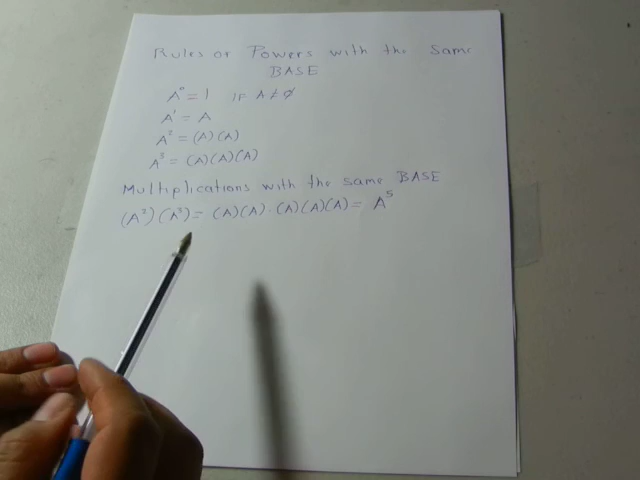 Rules of Powers with the same
BASE
A⁰ = 1 IF A ≠ 0
A¹ = A
A² = (A)(A)
A³ = (A)(A)(A)
Multiplications with the same BASE
(A²)(A³) = (A)(A)·(A)(A)(A) = A⁵